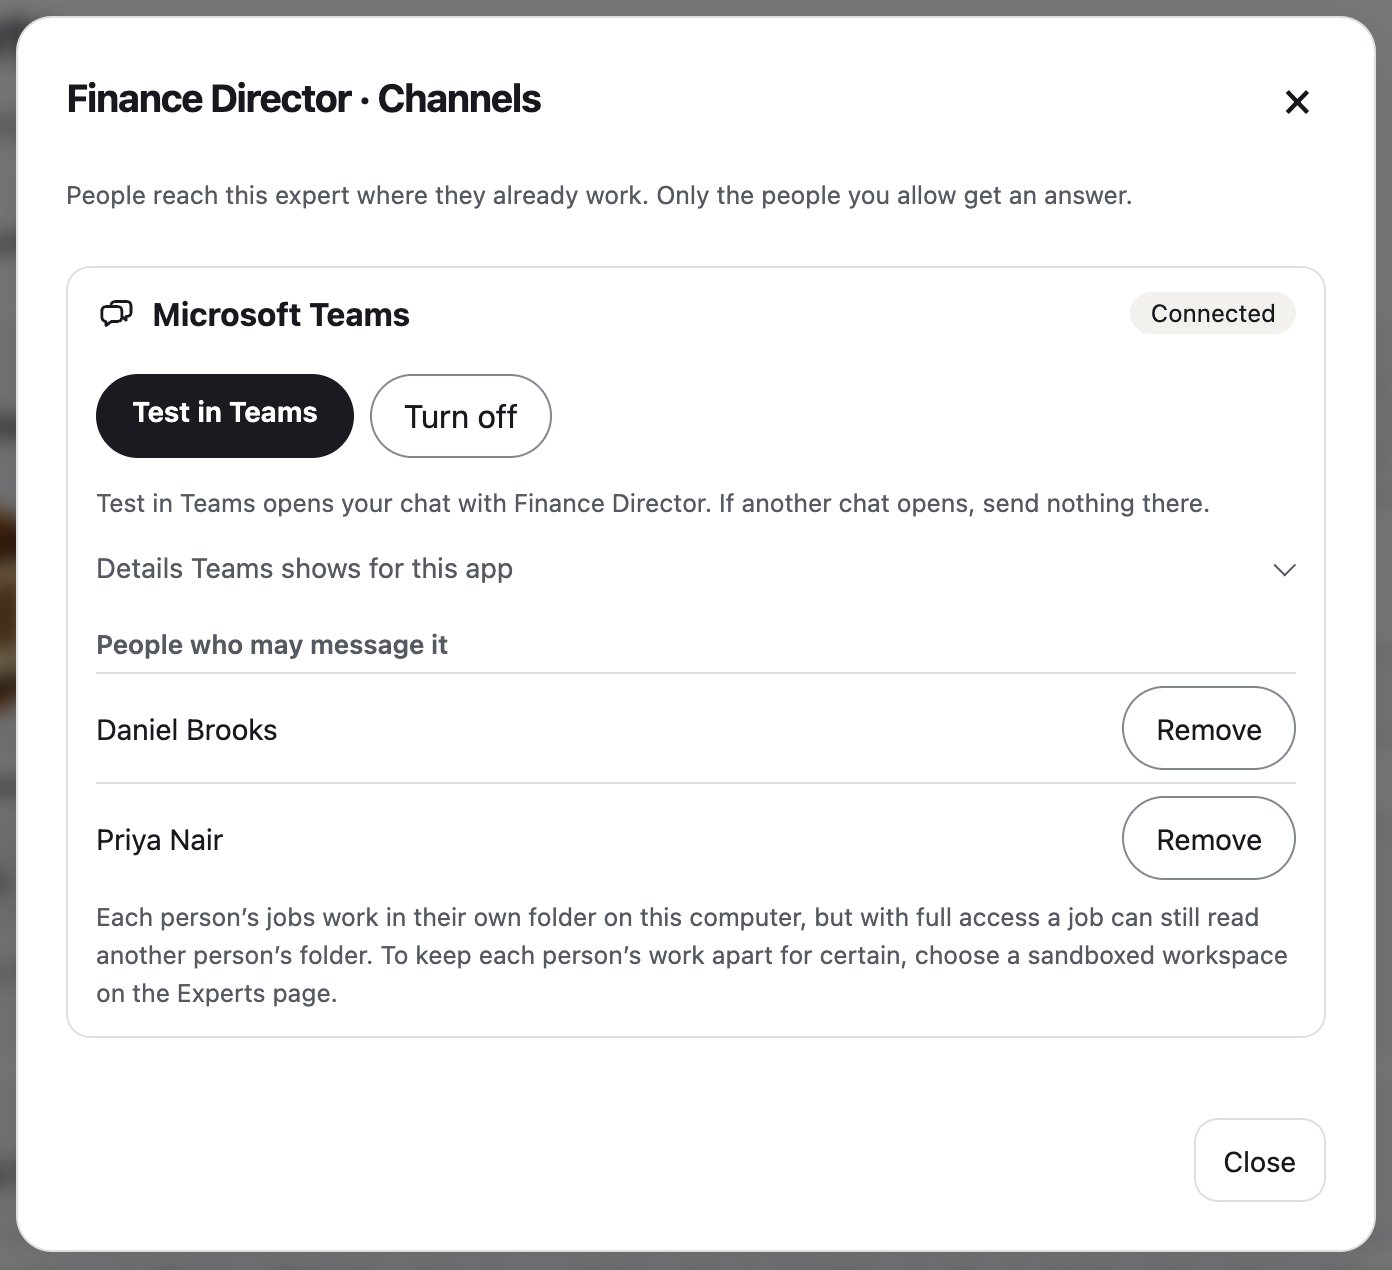 Finance Director · Channels
People reach this expert where they already work. Only the people you allow get an answer.
Microsoft Teams
Connected
Test in Teams
Turn off
Test in Teams opens your chat with Finance Director. If another chat opens, send nothing there.
Details Teams shows for this app
People who may message it
Daniel Brooks
Remove
Priya Nair
Remove
Each person’s jobs work in their own folder on this computer, but with full access a job can still read
another person’s folder. To keep each person’s work apart for certain, choose a sandboxed workspace
on the Experts page.
Close